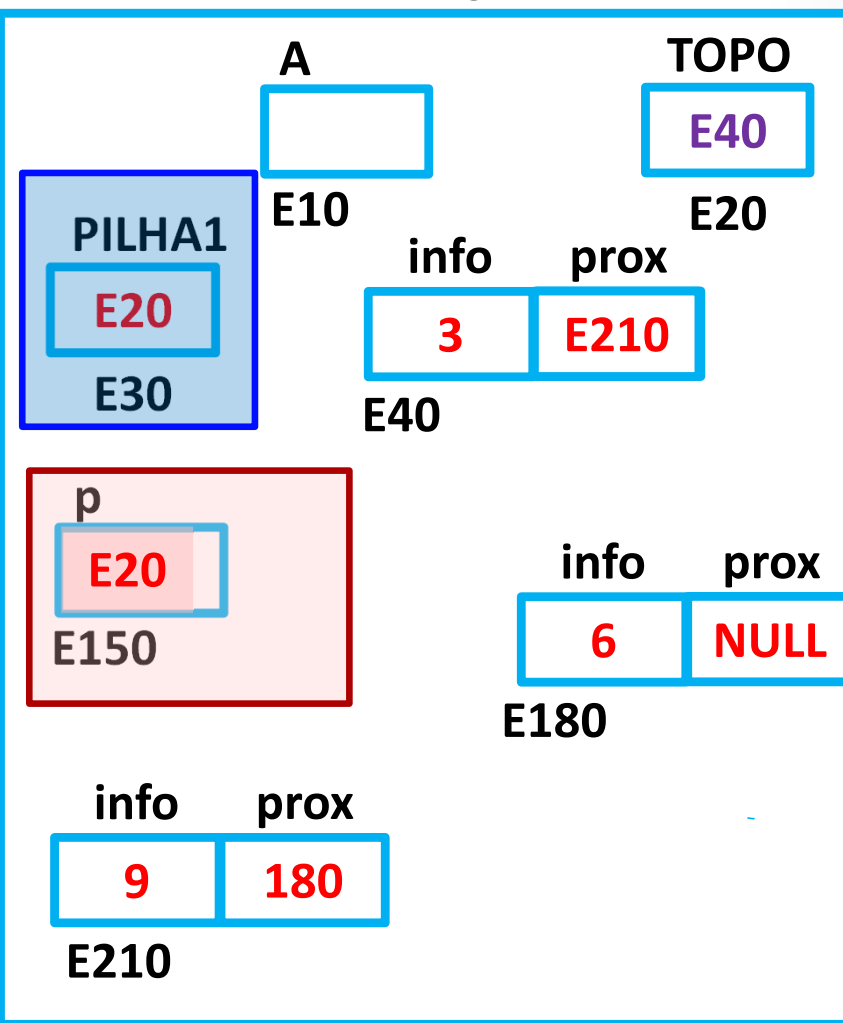 A
TOPO
E40
E10
E20
PILHA1
E20
E30
info prox
3 E210
E40
p
E20
E150
info prox
6 NULL
E180
info prox
9 180
E210